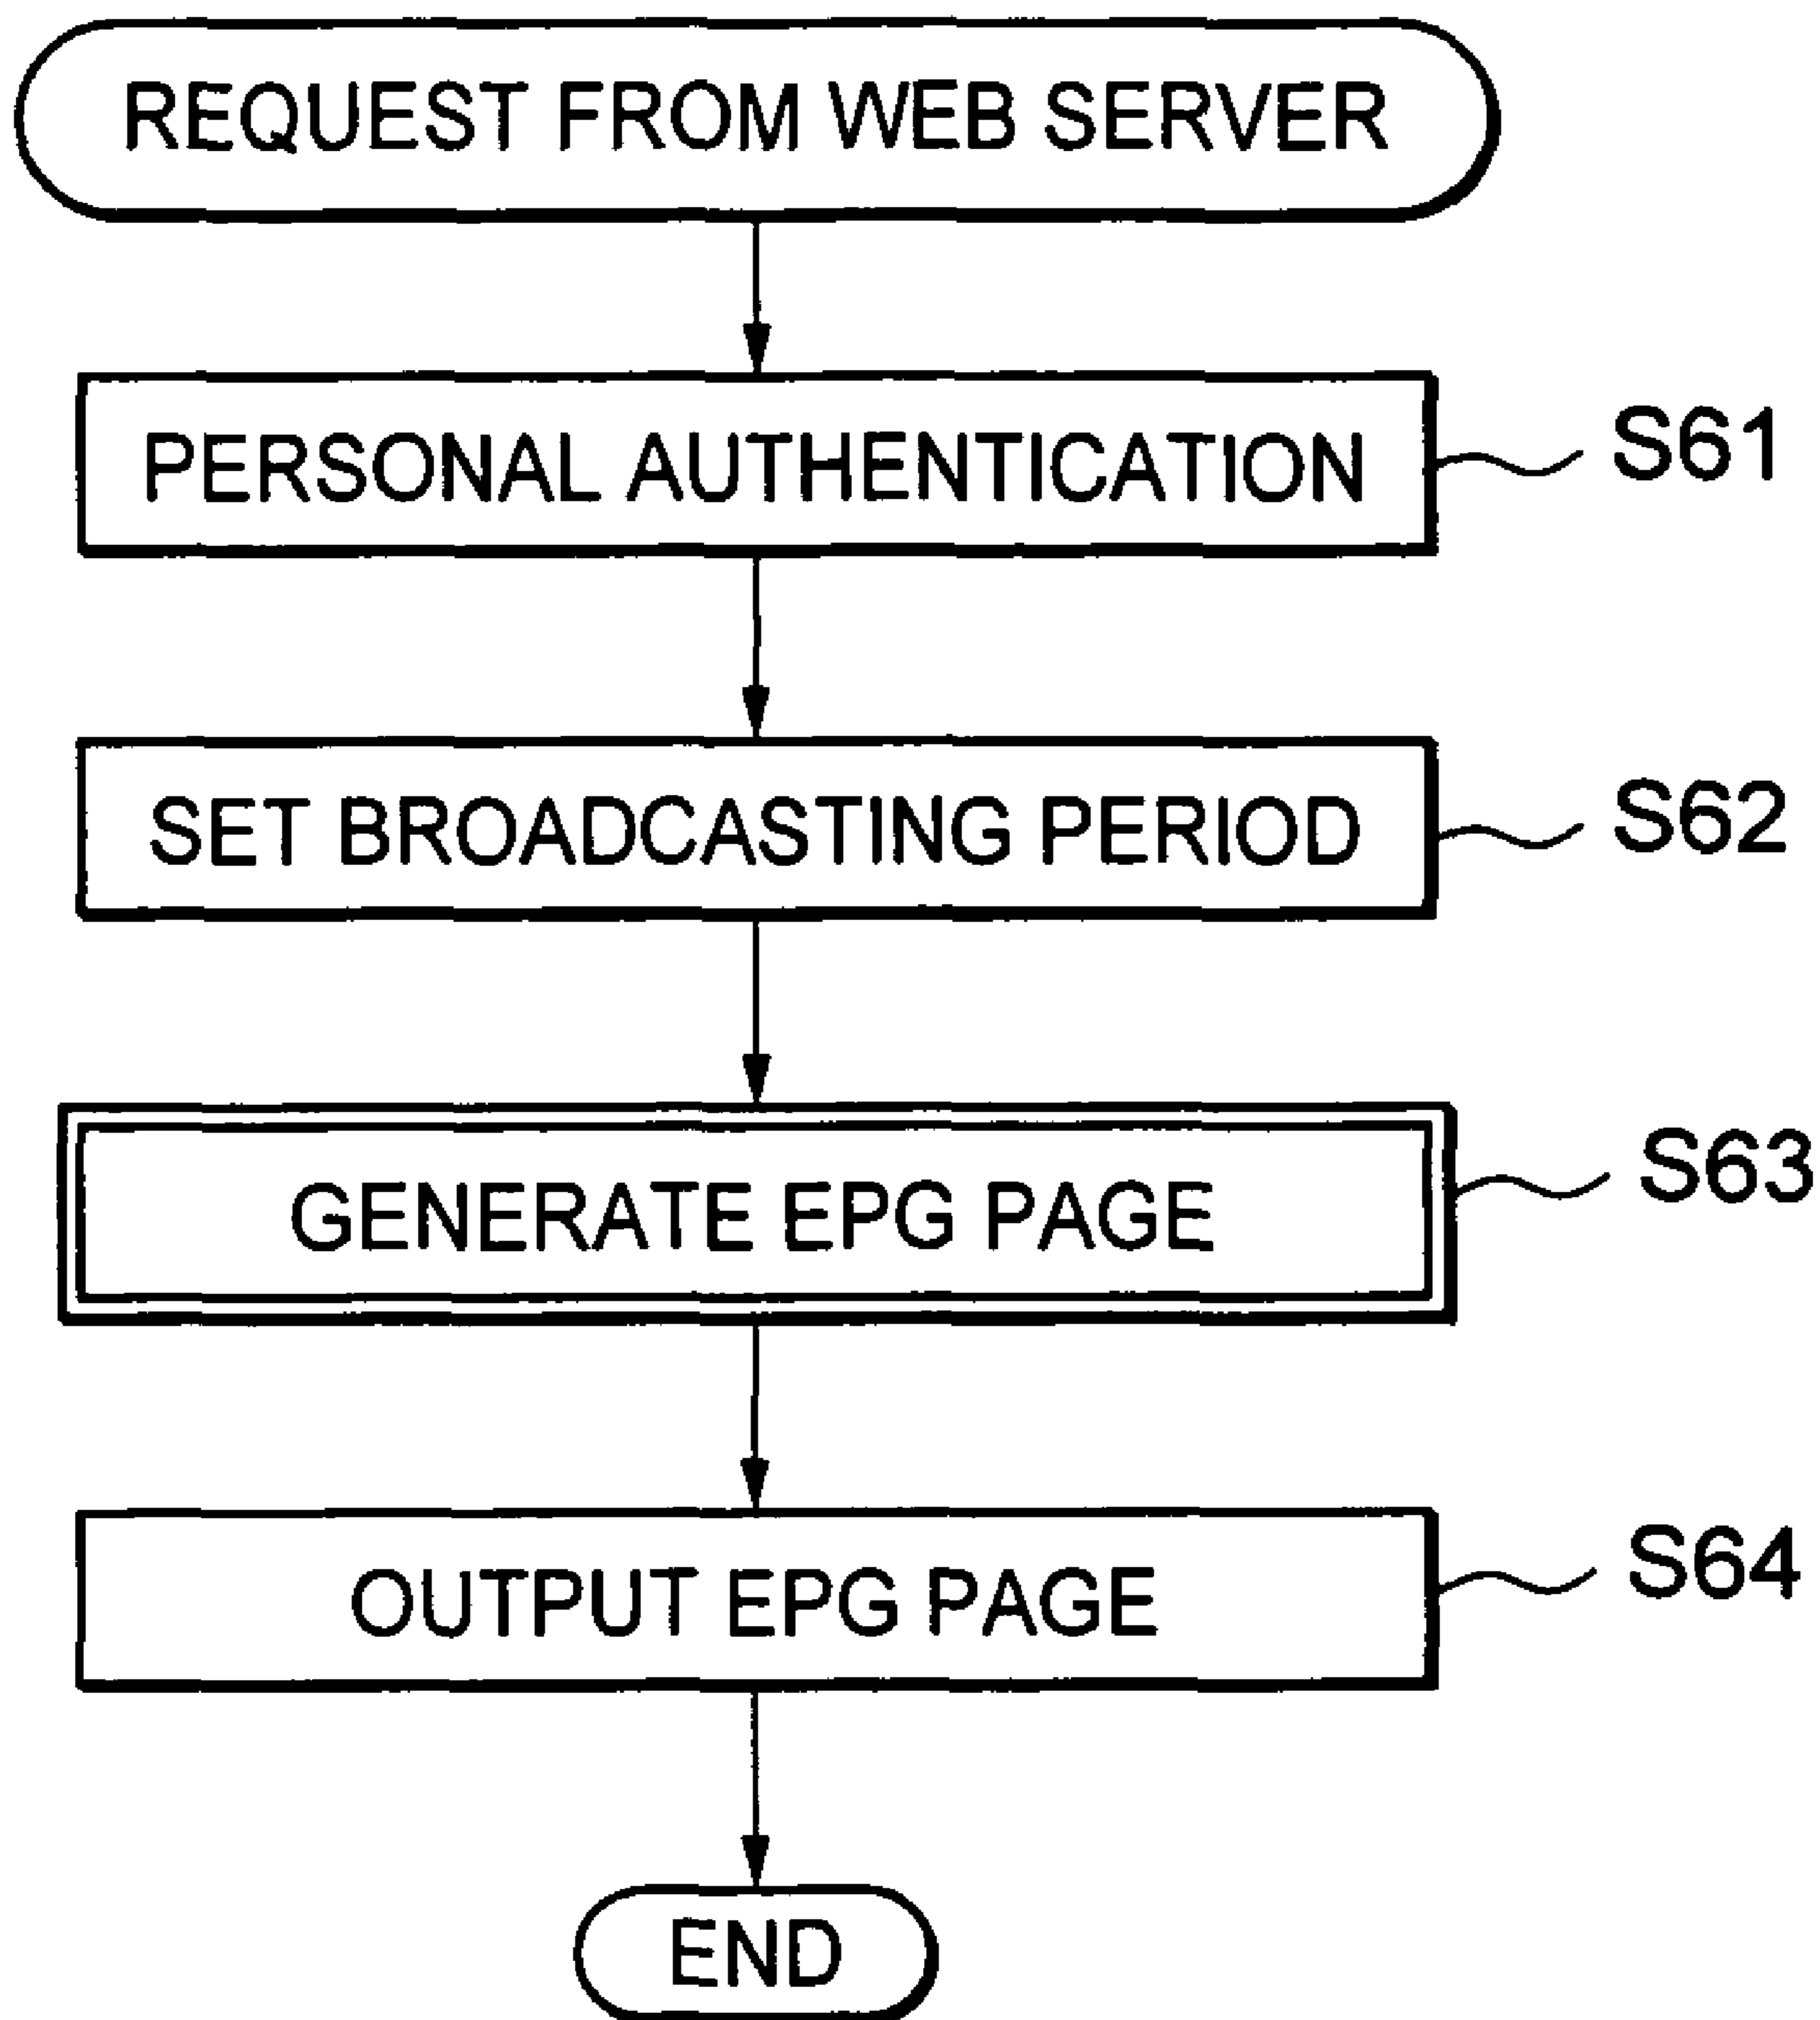 REQUEST FROM WEB SERVER
PERSONAL AUTHENTICATION
S61
SET BROADCASTING PERIOD
S62
GENERATE EPG PAGE
S63
OUTPUT EPG PAGE
S64
END